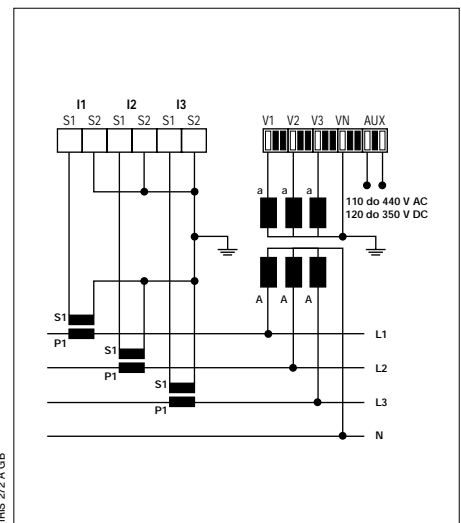 I1 I2 I3
S1 S2 S1 S2 S1 S2 V1 V2 V3 VN AUX
a a a
110 do 440 V AC
120 do 350 V DC
A A A
S1
P1
L1
S1
P1
L2
S1
P1
L3
N